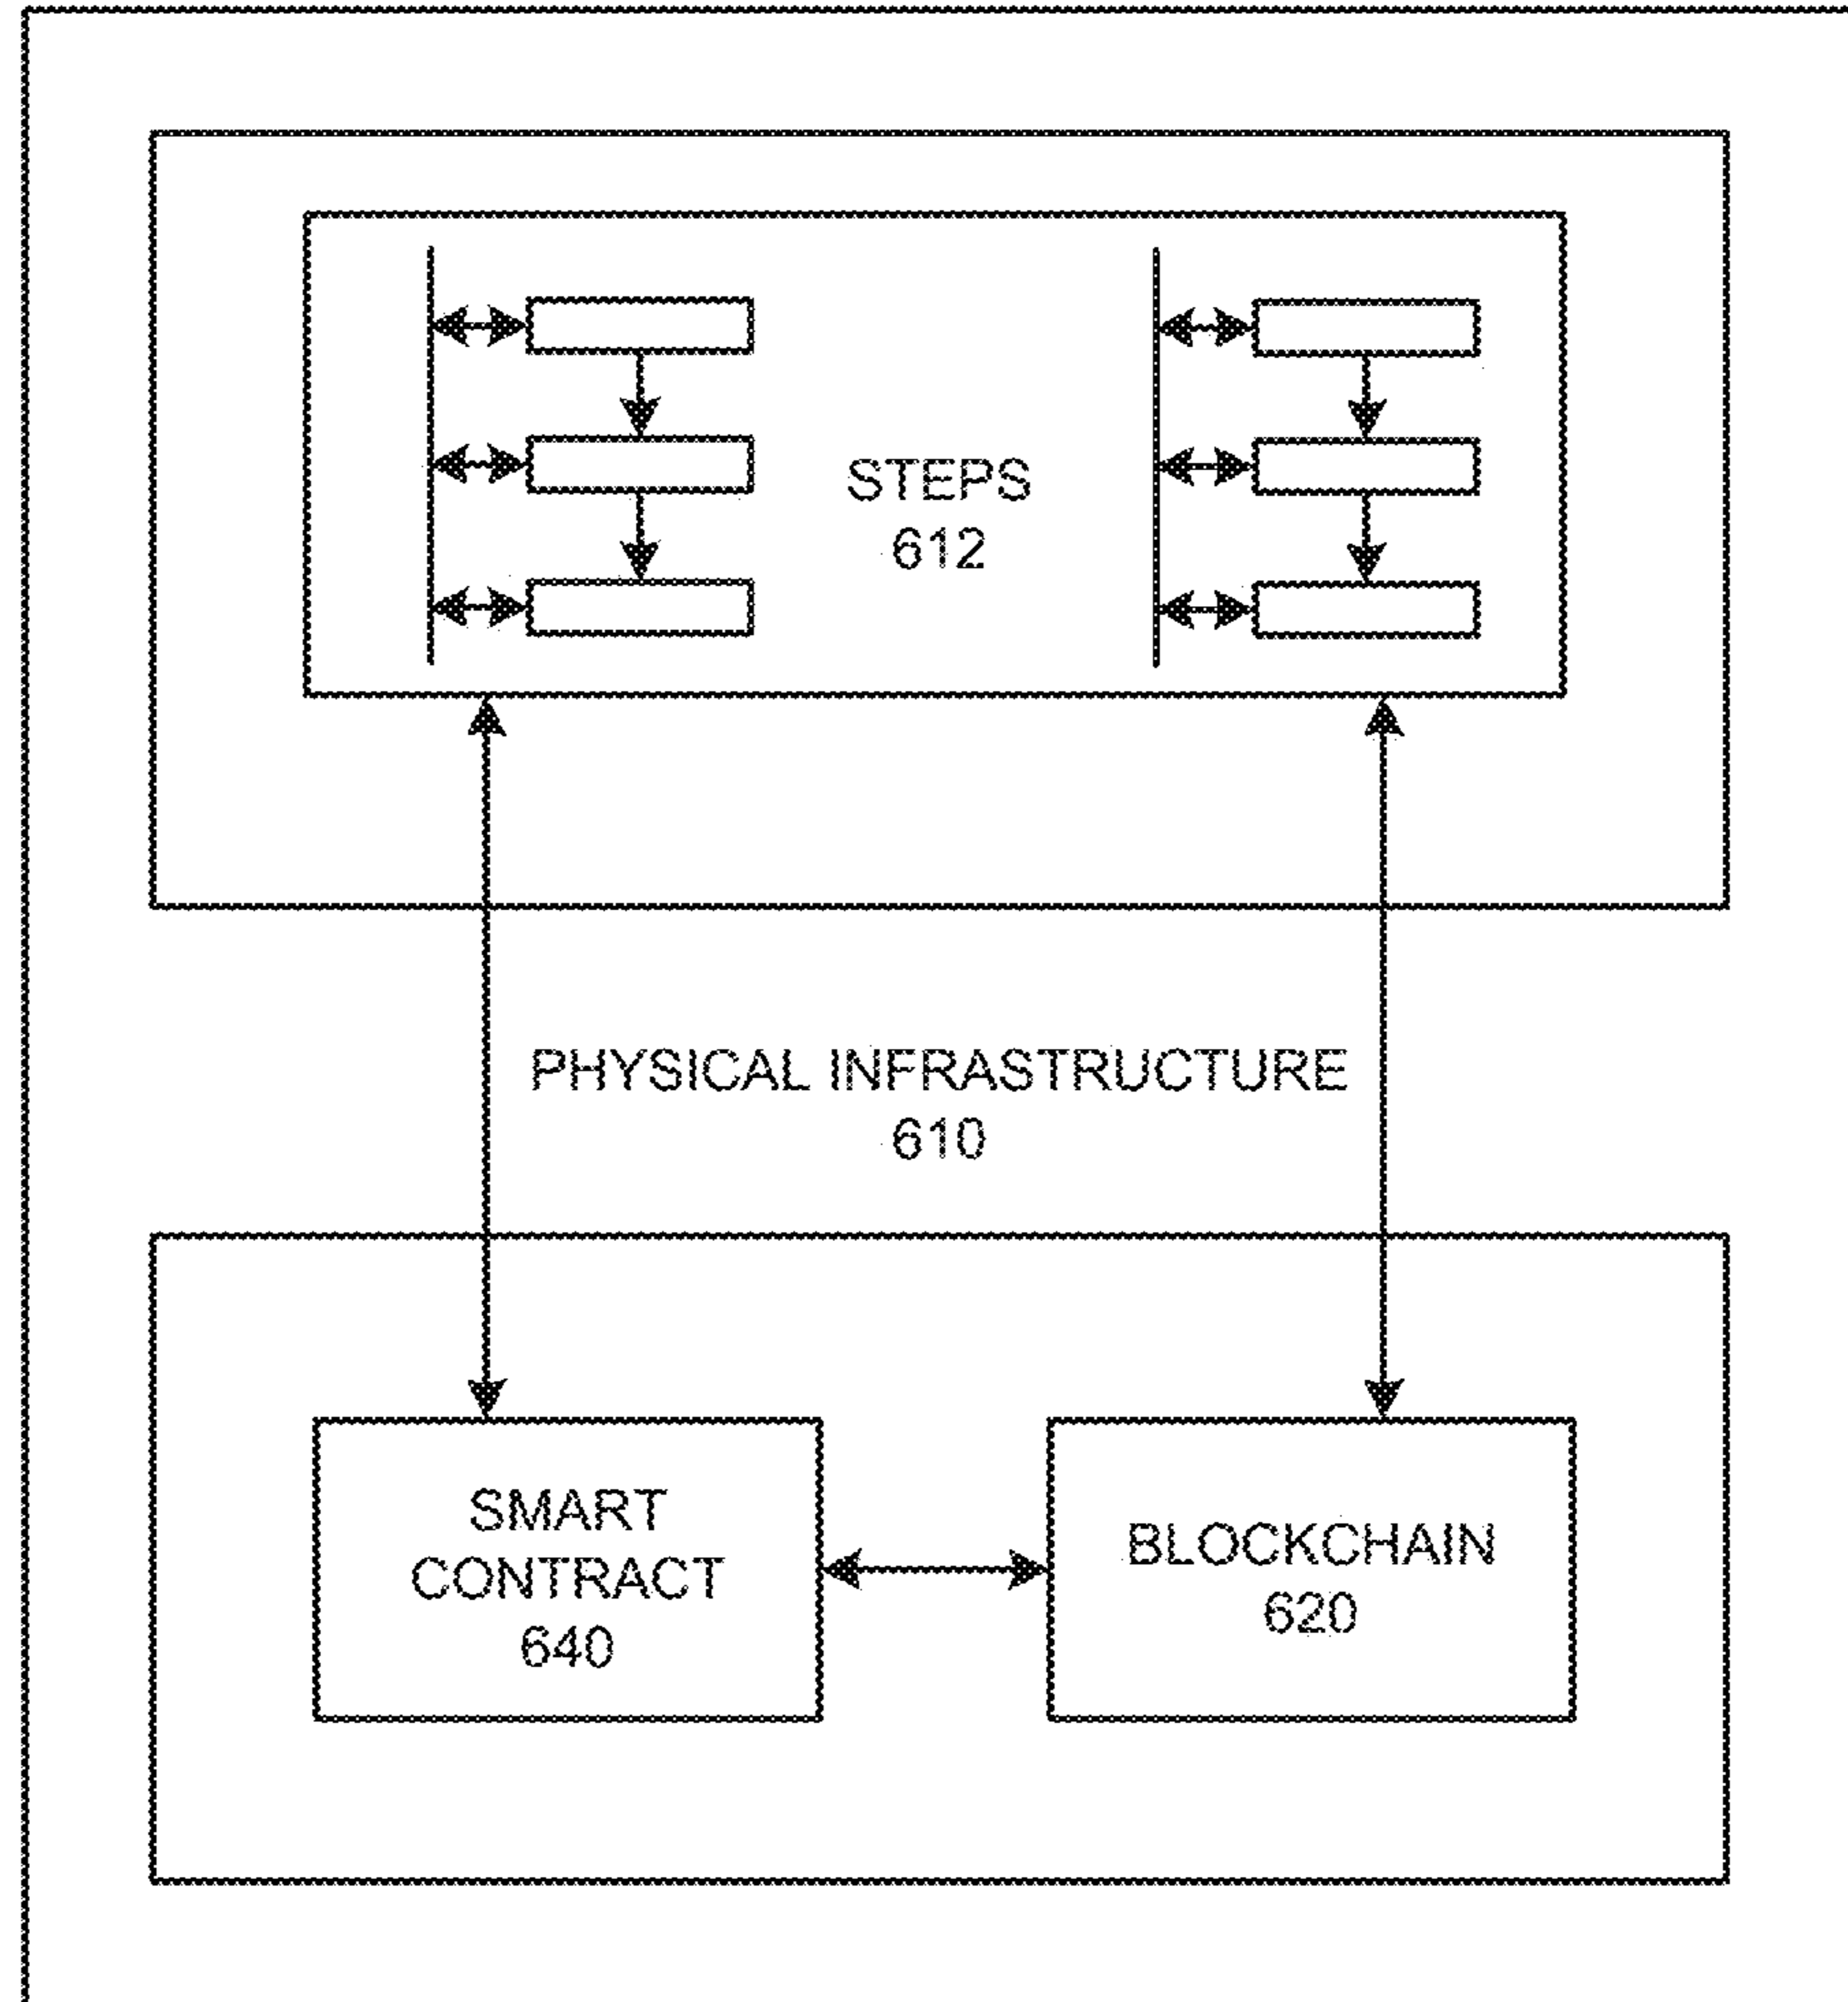 STEPS
612
PHYSICAL INFRASTRUCTURE
610
SMART
CONTRACT
640
BLOCKCHAIN
620